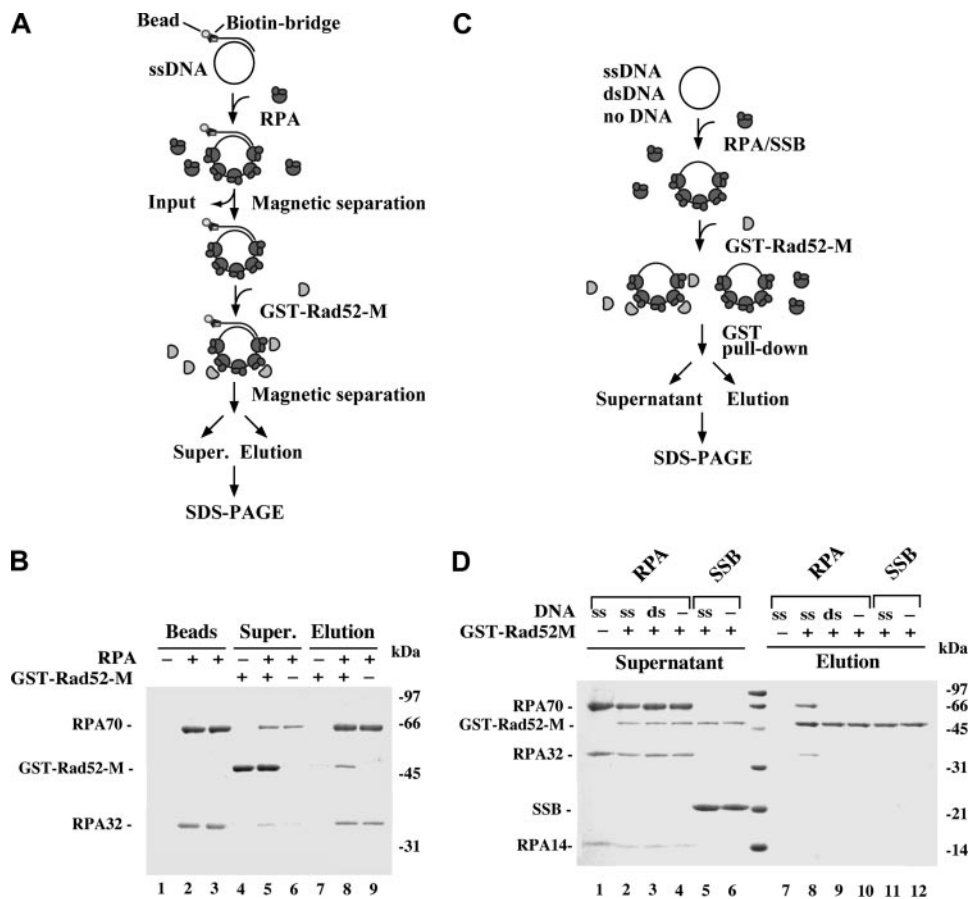 A
Bead
Biotin-bridge
ssDNA
RPA
Input
Magnetic separation
GST-Rad52-M
Magnetic separation
Super. Elution
SDS-PAGE
C
ssDNA
dsDNA
no DNA
RPA/SSB
GST-Rad52-M
GST
pull-down
Supernatant Elution
SDS-PAGE
B
Beads Super. Elution
kDa
RPA – + + – + + – + +
GST-Rad52-M – – – + + – + + –
-97
RPA70 - -66
GST-Rad52-M - -45
RPA32 -
-31
1 2 3 4 5 6 7 8 9
D
RPA SSB RPA SSB
DNA ss ss ds – ss – ss ss ds – ss –
GST-Rad52M – + + + + + – + + + + +
kDa
Supernatant Elution
-97
RPA70 - -66
GST-Rad52-M - -45
RPA32 -
-31
SSB - -21
RPA14- -14
1 2 3 4 5 6 7 8 9 10 11 12